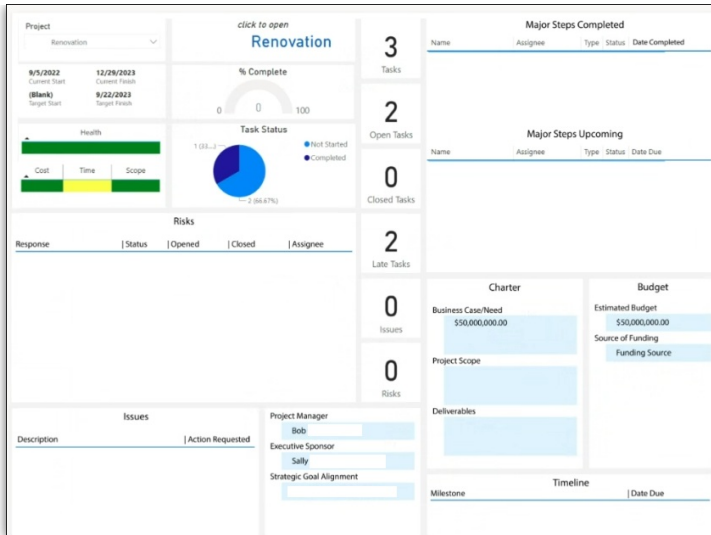 Project
Renovation
click to open
Renovation
9/5/2022 12/29/2023
Current Start Current Finish
(Blank) 9/22/2023
Target Start Target Finish
% Complete
0 0 100
Health
Cost Time Scope
Task Status
1 (33...)
Not Started
Completed
2 (66.67%)
3
Tasks
2
Open Tasks
0
Closed Tasks
2
Late Tasks
0
Issues
0
Risks
Major Steps Completed
Name Assignee Type Status Date Completed
Major Steps Upcoming
Name Assignee Type Status Date Due
Risks
Response | Status | Opened | Closed | Assignee
Charter
Business Case/Need
$50,000,000.00
Project Scope
Deliverables
Budget
Estimated Budget
$50,000,000.00
Source of Funding
Funding Source
Issues
Description | Action Requested
Project Manager
Bob
Executive Sponsor
Sally
Strategic Goal Alignment
Timeline
Milestone | Date Due